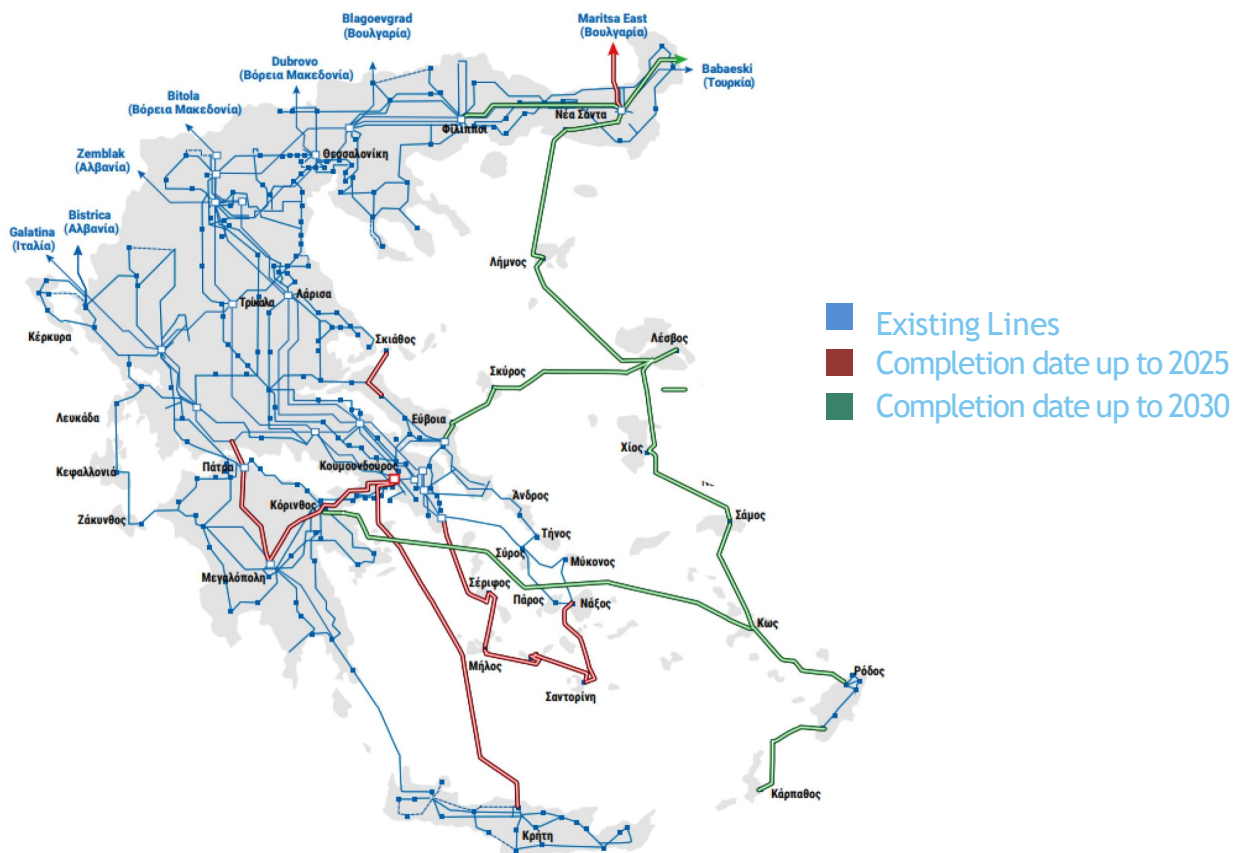 Blagoevgrad
(Βουλγαρία)
Maritsa East
(Βουλγαρία)
Dubrovo
(Βόρεια Μακεδονία)
Babaeski
(Τουρκία)
Bitola
(Βόρεια Μακεδονία)
Νέα Σάντα
Φίλιπποι
Θεσσαλονίκη
Zemblak
(Αλβανία)
Bistrica
(Αλβανία)
Galatina
(Ιταλία)
Λήμνος
Τρίκαλα
Λάρισα
Κέρκυρα
Σκιάθος
Λέσβος
Existing Lines
Σκύρος
Completion date up to 2025
Completion date up to 2030
Λευκάδα
Εύβοια
Χίος
Κεφαλλονιά
Πάτρα
Κουμουνδούρος
Άνδρος
Κόρινθος
Ζάκυνθος
Σάμος
Τήνος
Σύρος
Μύκονος
Μεγαλόπολη
Σέριφος
Πάρος
Νάξος
Κως
Μήλος
Ρόδος
Σαντορίνη
Κάρπαθος
Κρήτη